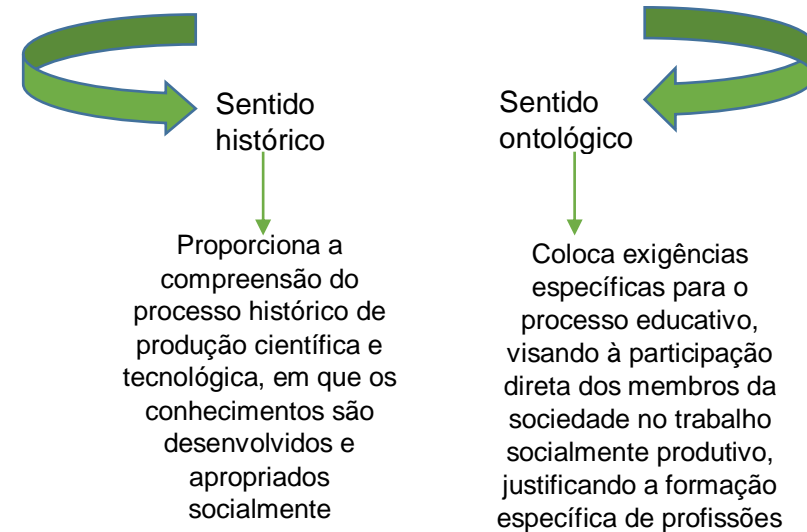 Sentido
histórico
Proporciona a
compreensão do
processo histórico de
produção científica e
tecnológica, em que os
conhecimentos são
desenvolvidos e
apropriados
socialmente
Sentido
ontológico
Coloca exigências
específicas para o
processo educativo,
visando à participação
direta dos membros da
sociedade no trabalho
socialmente produtivo,
justificando a formação
específica de profissões